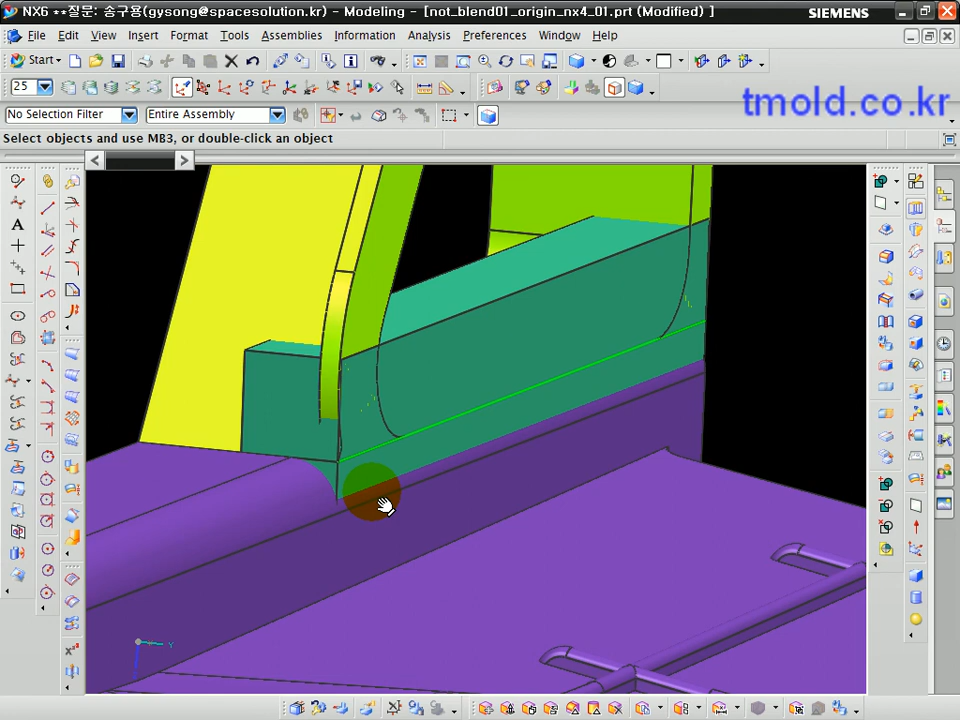 NX6 **질문: 송구용(gysong@spacesolution.kr) - Modeling - [not_blend01_origin_nx4_01.prt (Modified) ]
SIEMENS
File Edit View Insert Format Tools Assemblies Information Analysis Preferences Window Help
Start
25
tmold.co.kr
No Selection Filter Entire Assembly
Select objects and use MB3, or double-click an object
A
Y